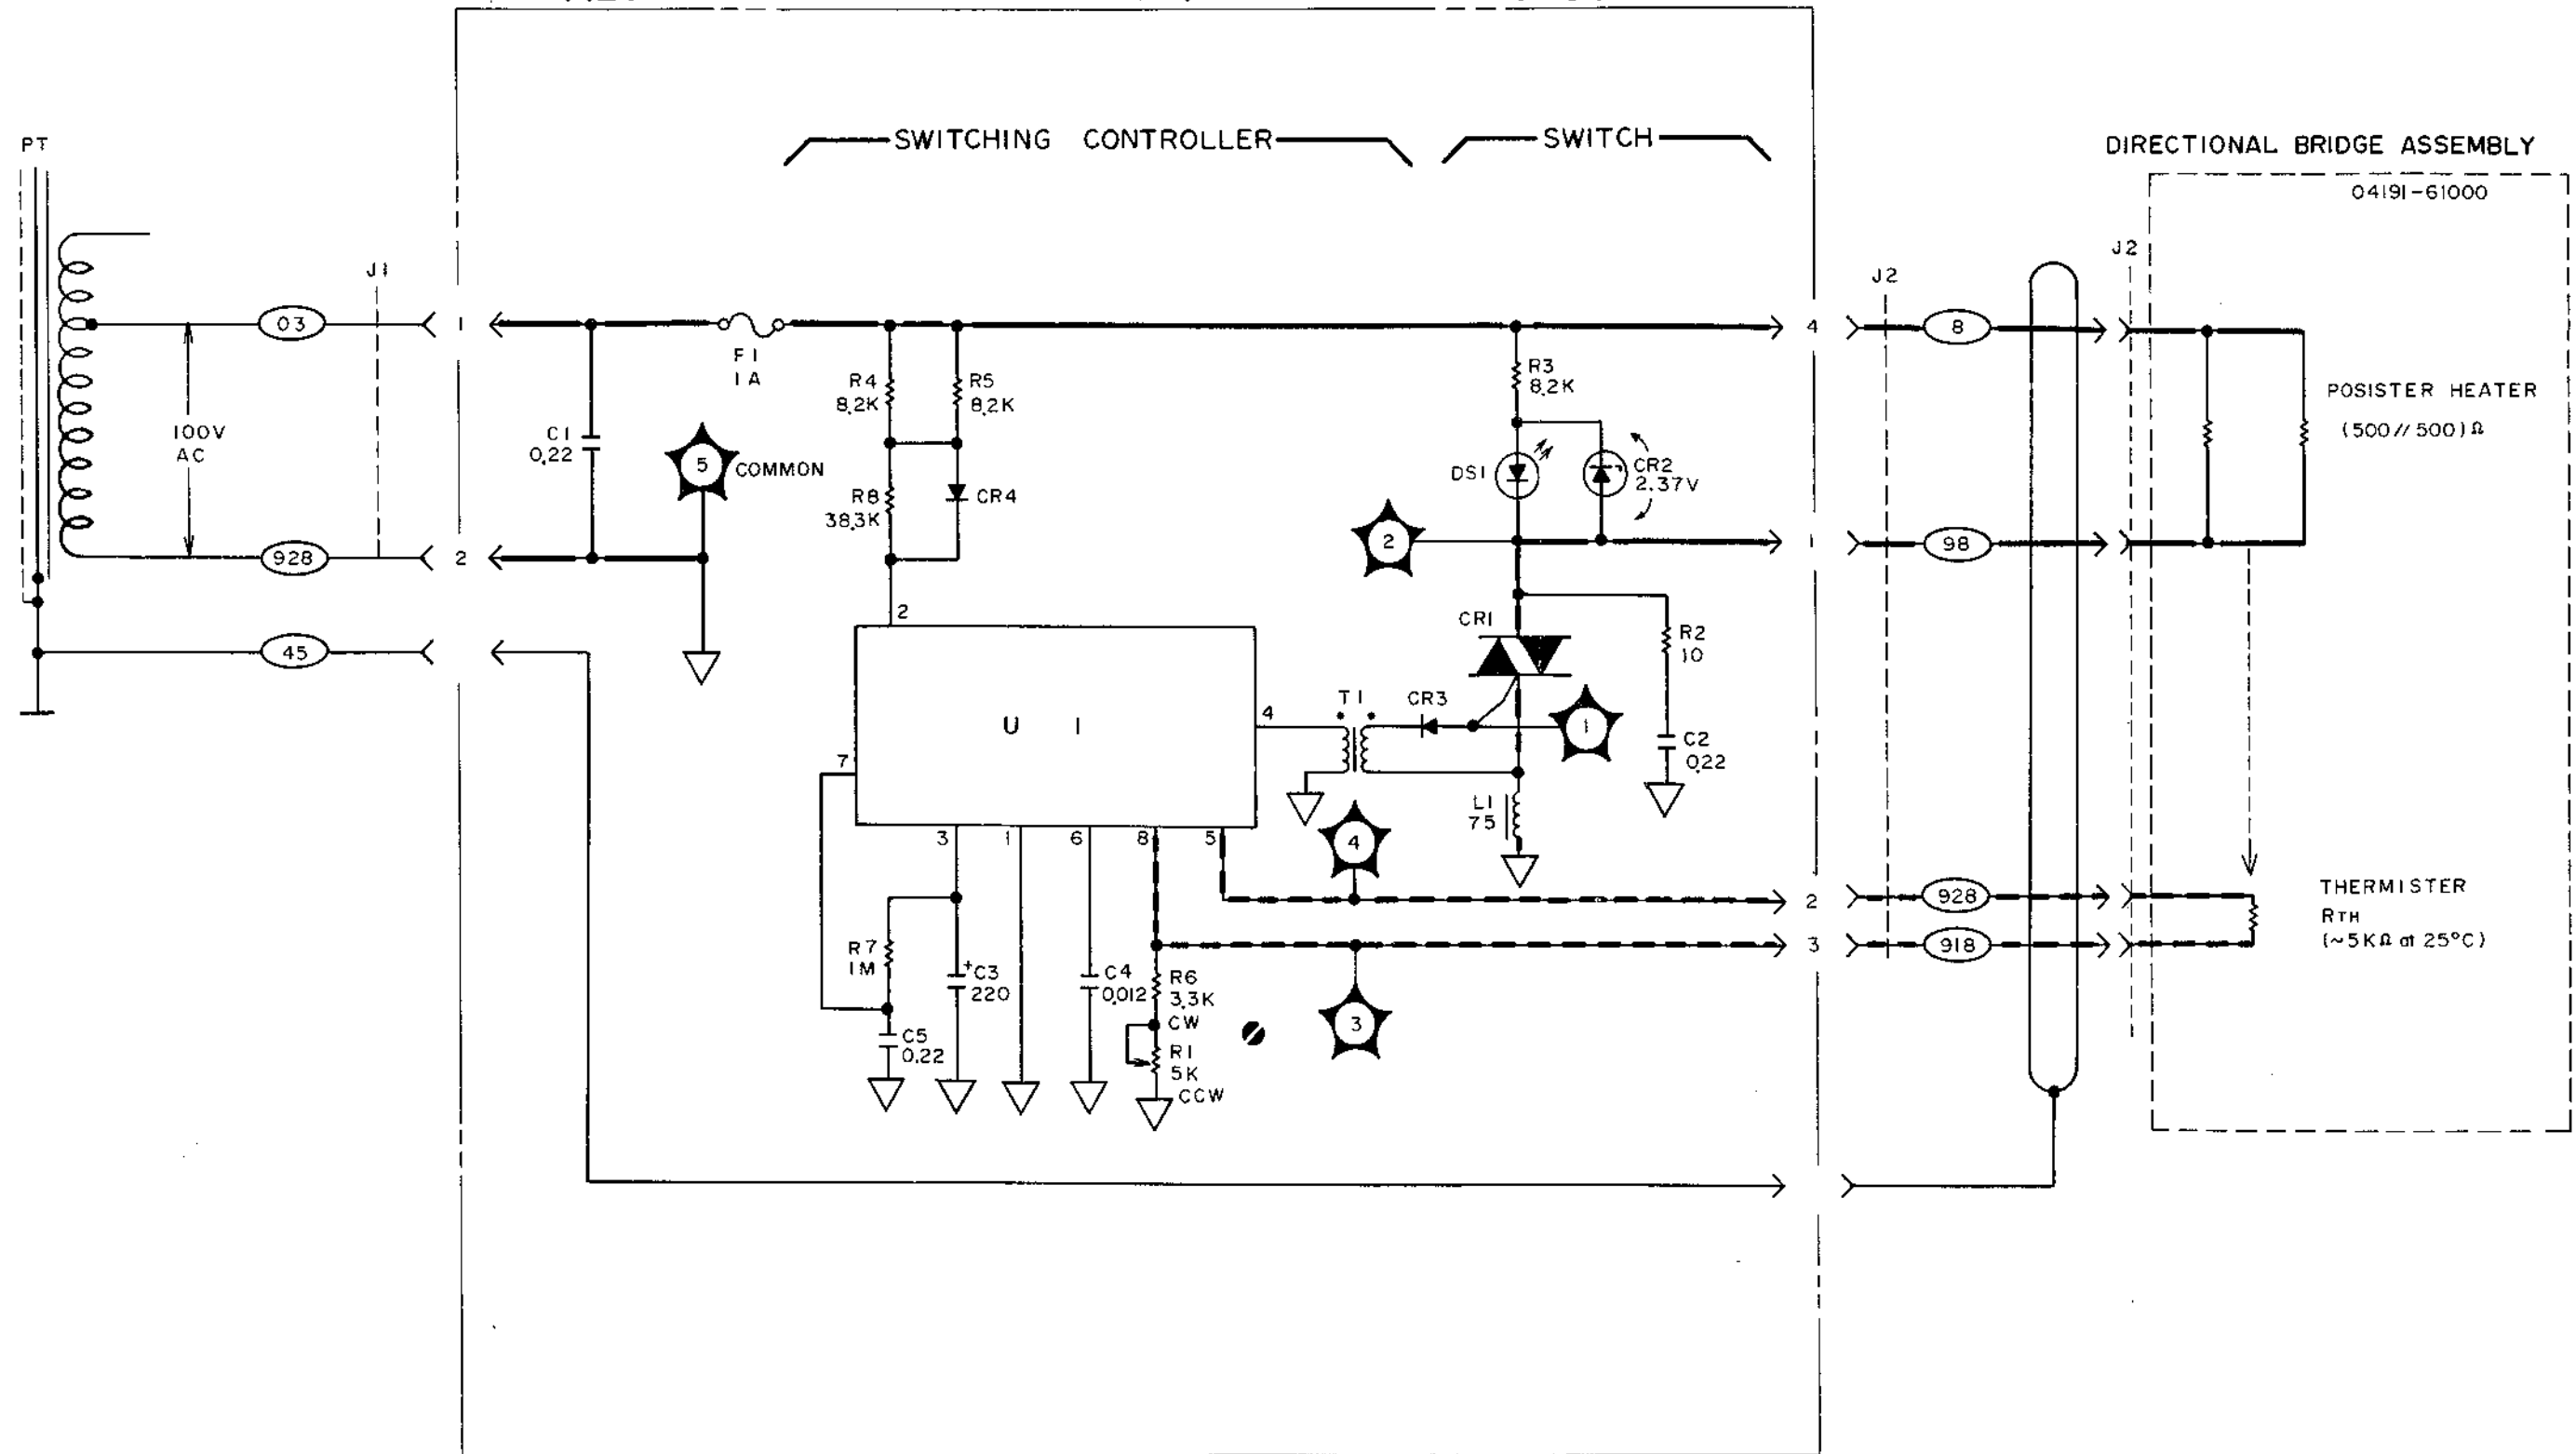 SWITCHING CONTROLLER
SWITCH
DIRECTIONAL BRIDGE ASSEMBLY
04191-61000
PT
J1
J2
J2
03
1
4
8
F1
1A
R4
8.2K
R5
8.2K
R3
8.2K
POSISTER HEATER
(500//500)Ω
100V
AC
C1
0.22
5
COMMON
R8
38.3K
CR4
DS1
CR2
2.37V
2
928
2
1
98
45
2
CR1
R2
10
U1
4
T1
CR3
1
C2
0.22
7
L1
75
3
1
6
8
5
4
2
928
THERMISTER
RTH
(~5KΩ at 25°C)
3
918
R7
1M
+
C3
220
C4
0.012
R6
3.3K
CW
3
C5
0.22
R1
5K
CCW